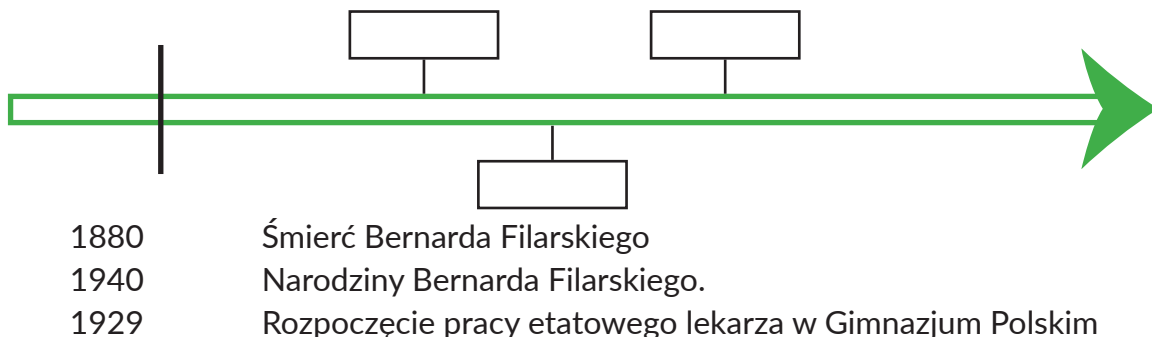 1880 Śmierć Bernarda Filarskiego
1940 Narodziny Bernarda Filarskiego.
1929 Rozpoczęcie pracy etatowego lekarza w Gimnazjum Polskim